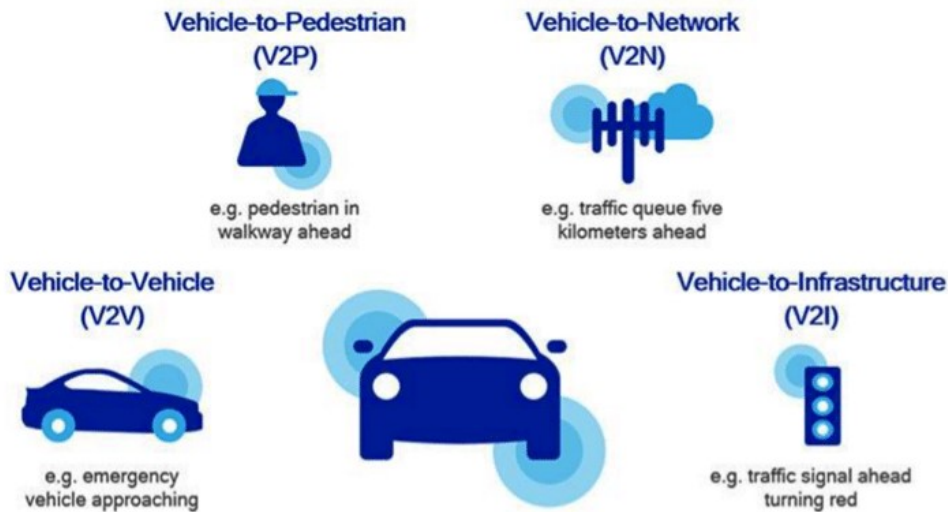 Vehicle-to-Pedestrian
(V2P)
e.g. pedestrian in
walkway ahead
Vehicle-to-Network
(V2N)
e.g. traffic queue five
kilometers ahead
Vehicle-to-Vehicle
(V2V)
e.g. emergency
vehicle approaching
Vehicle-to-Infrastructure
(V2I)
e.g. traffic signal ahead
turning red